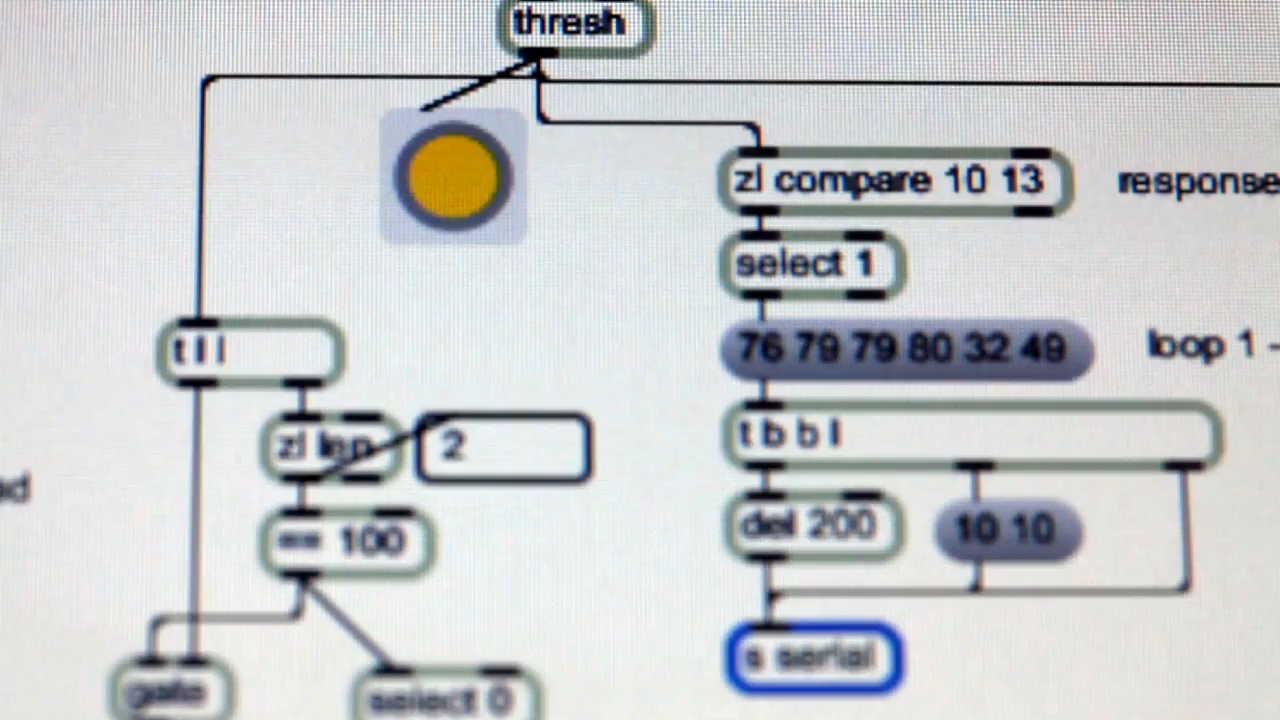 thresh
zl compare 10 13
response
select 1
76 79 79 80 32 49
loop 1 -
t l l
t b b l
zl len
2
del 200
10 10
== 100
s serial
gate
select 0